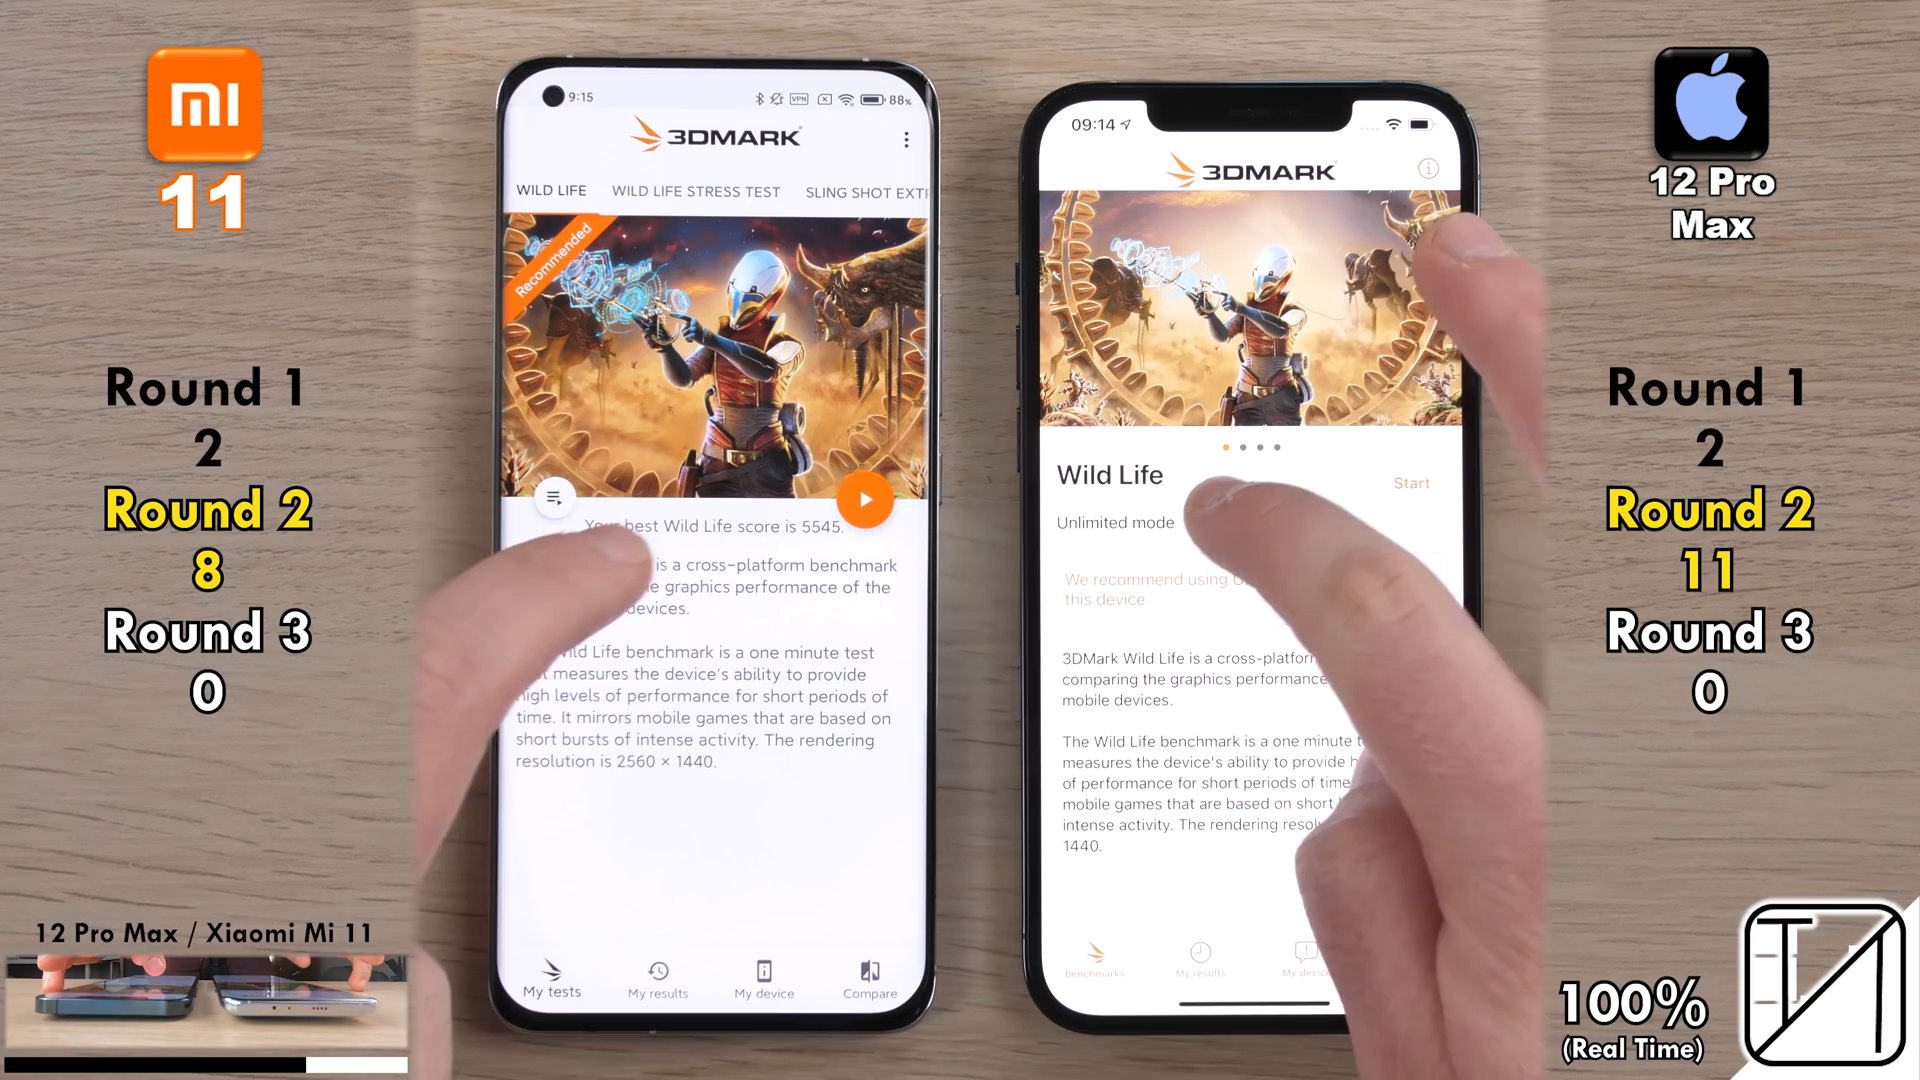 mi
11
Round 1
2
Round 2
8
Round 3
0
12 Pro Max / Xiaomi Mi 11
9:15
VPN
88%
3DMARK
WILD LIFE
WILD LIFE STRESS TEST
SLING SHOT EXT
Recommended
best Wild Life score is 5545.
is a cross-platform benchmark
graphics performance of the
devices.
Life benchmark is a one minute test
measures the device's ability to provide
high levels of performance for short periods of
time. It mirrors mobile games that are based on
short bursts of intense activity. The rendering
resolution is 2560 × 1440.
My tests
My results
My device
Compare
09:14
3DMARK
Wild Life
Start
Unlimited mode
We recommend using
this device
3DMark Wild Life is a cross-platform
comparing the graphics performance
mobile devices.
The Wild Life benchmark is a one minute
measures the device's ability to provide
of performance for short periods of time
mobile games that are based on short
intense activity. The rendering
1440.
Benchmarks
My results
My
12 Pro
Max
Round 1
2
Round 2
11
Round 3
0
100%
(Real Time)